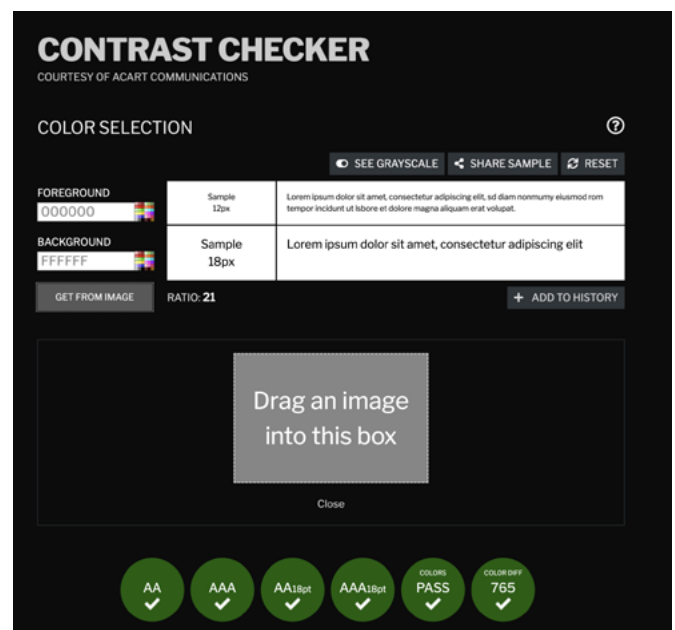 CONTRAST CHECKER
COURTESY OF ACART COMMUNICATIONS
COLOR SELECTION
SEE GRAYSCALE SHARE SAMPLE RESET
FOREGROUND
000000
Sample
12px
Lorem ipsum dolor sit amet, consectetur adipiscing elit, sd diam nonmumy eiusmod rom
tempor incidunt ut lsbore et dolore magna aliquam erat volupat.
BACKGROUND
FFFFFF
Sample
18px
Lorem ipsum dolor sit amet, consectetur adipiscing elit
GET FROM IMAGE RATIO: 21 + ADD TO HISTORY
Drag an image
into this box
Close
AA
AAA
AA18pt
AAA18pt
COLORS
PASS
COLOR DIFF
765